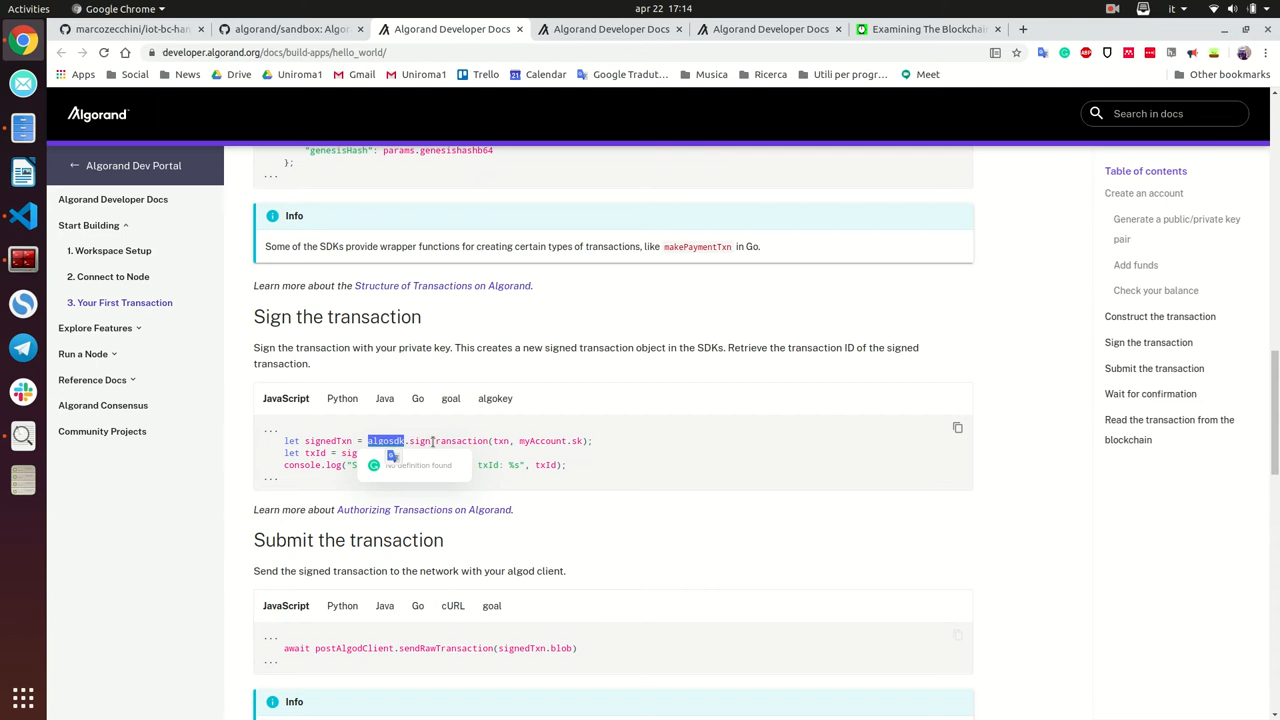 Activities
apr 22 17:14
it
marcozecchini/iot-bc-han
algorand/sandbox: Algor
Algorand Developer Docs
Algorand Developer Docs
Algorand Developer Docs
Examining The Blockchain
developer.algorand.org/docs/build-apps/hello_world/
Apps
Social
News
Drive
Uniroma1
Gmail
Uniroma1
Trello
Calendar
Google Tradut...
Musica
Ricerca
Utili per progr...
Meet
Other bookmarks
Algorand
Search in docs
← Algorand Dev Portal
Algorand Developer Docs
Start Building
1. Workspace Setup
2. Connect to Node
3. Your First Transaction
Explore Features
Run a Node
Reference Docs
Algorand Consensus
Community Projects
"genesisHash": params.genesishashb64
};
...
Info
Some of the SDKs provide wrapper functions for creating certain types of transactions, like makePaymentTxn in Go.
Learn more about the Structure of Transactions on Algorand.
Sign the transaction
Sign the transaction with your private key. This creates a new signed transaction object in the SDKs. Retrieve the transaction ID of the signed
transaction.
JavaScript Python Java Go goal algokey
...
let signedTxn = algosdk.signTransaction(txn, myAccount.sk);
let txId = sig
console.log("S txId: %s", txId);
No definition found
...
Learn more about Authorizing Transactions on Algorand.
Submit the transaction
Send the signed transaction to the network with your algod client.
JavaScript Python Java Go cURL goal
...
await postAlgodClient.sendRawTransaction(signedTxn.blob)
...
Info
Table of contents
Create an account
Generate a public/private key
pair
Add funds
Check your balance
Construct the transaction
Sign the transaction
Submit the transaction
Wait for confirmation
Read the transaction from the
blockchain